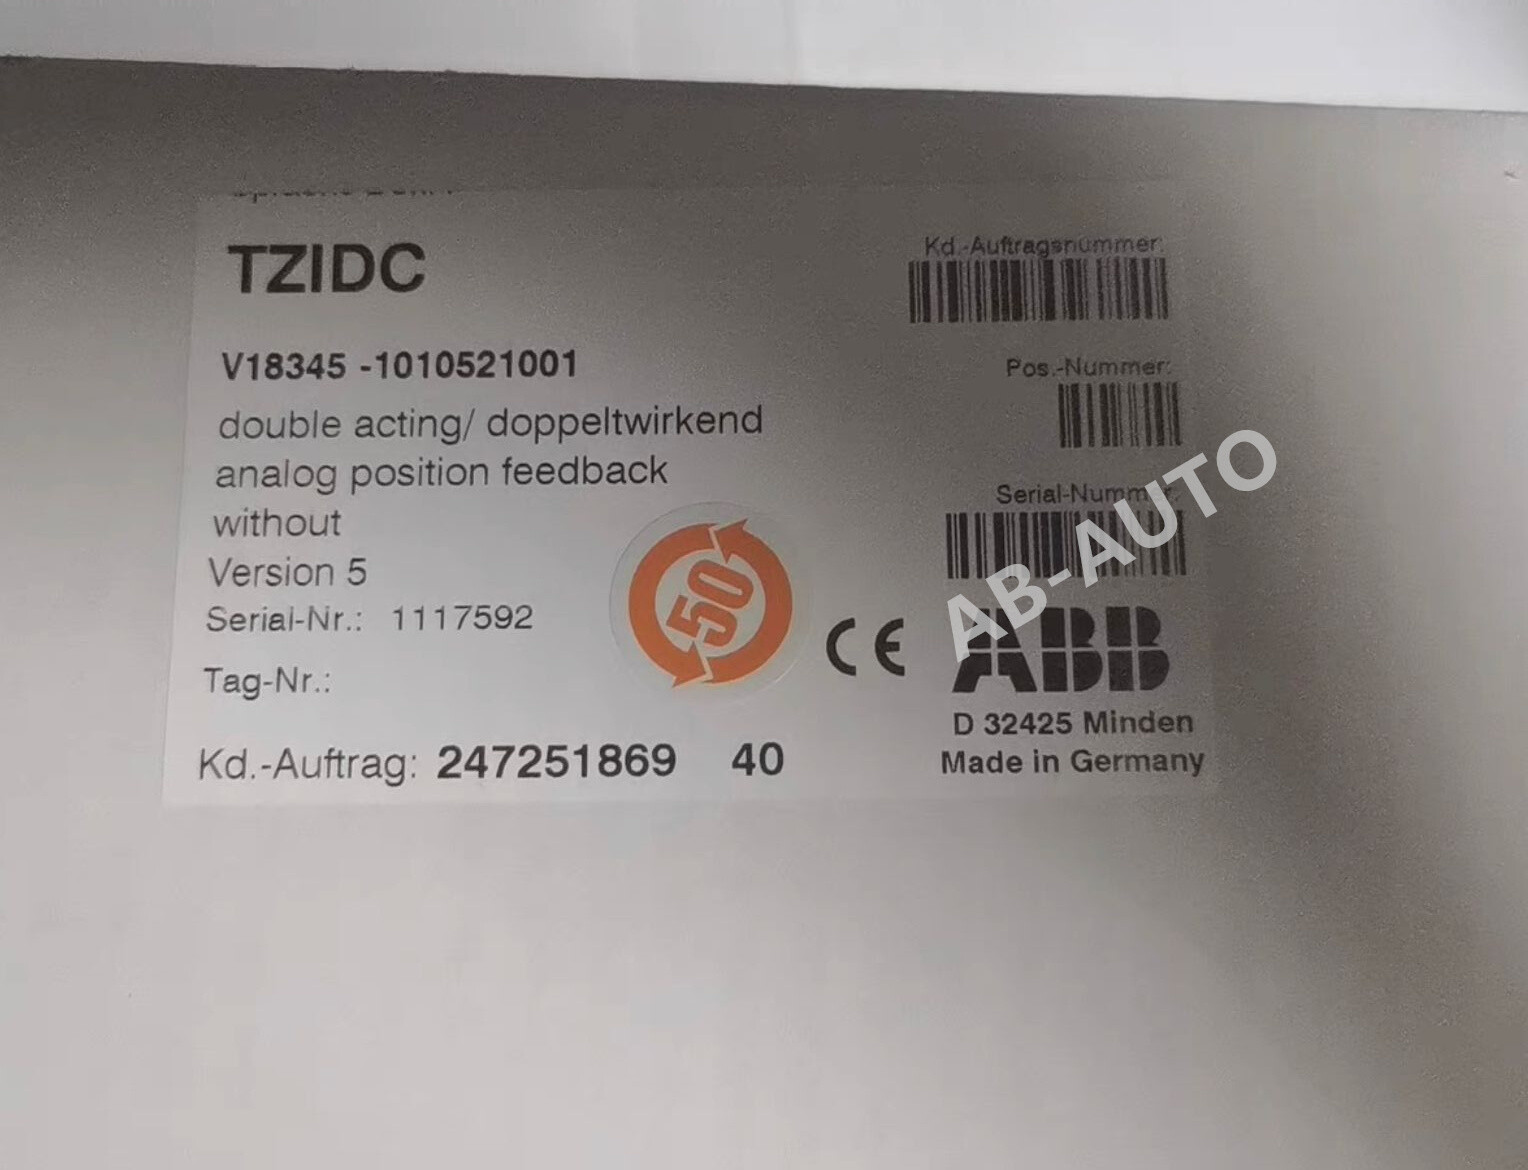 TZIDC
V18345 -1010521001
double acting/ doppeltwirkend
analog position feedback
without
Version 5
Serial-Nr.: 1117592
Tag-Nr.:
Kd.-Auftrag: 247251869 40
50
CE
Kd.-Auftragsnummer:
Pos.-Nummer:
Serial-Nummer:
AB-AUTO
ABB
D 32425 Minden
Made in Germany